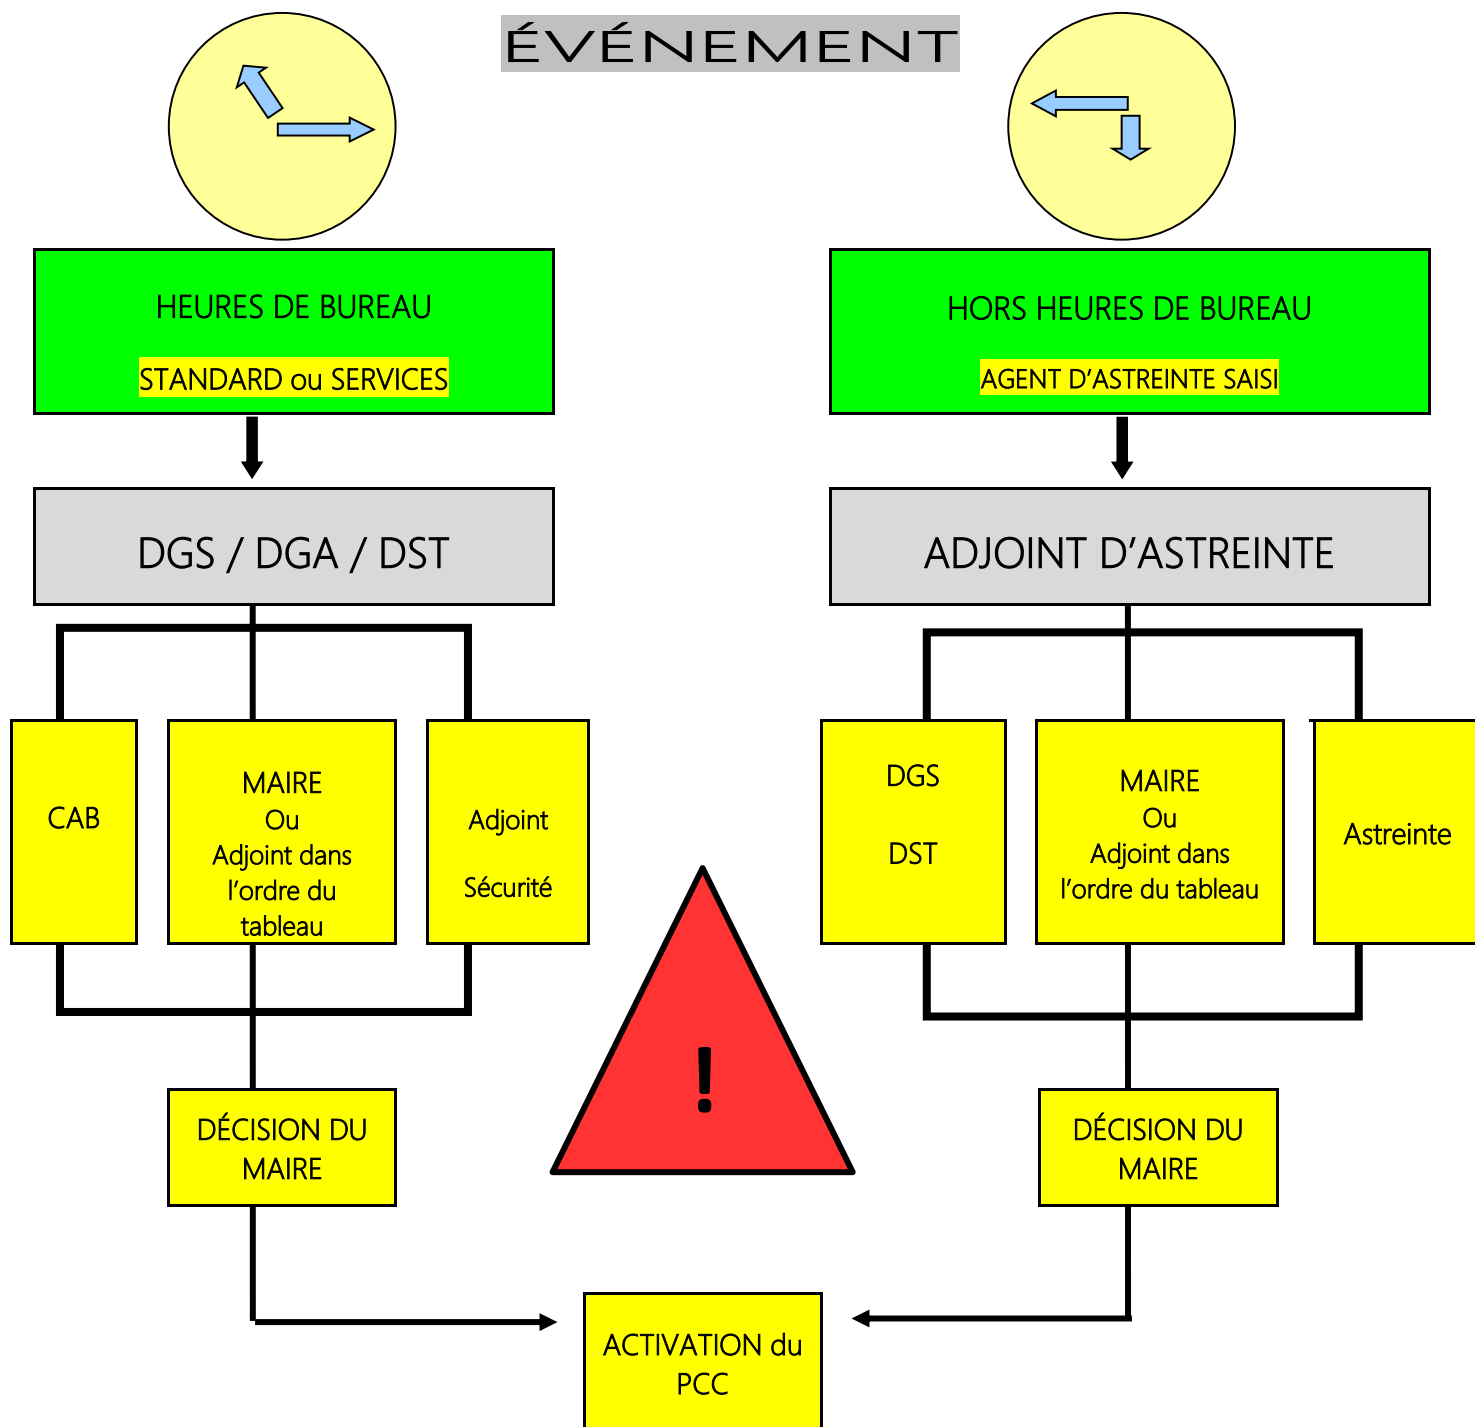 ÉVÉNEMENT
HEURES DE BUREAU
STANDARD ou SERVICES
HORS HEURES DE BUREAU
AGENT D’ASTREINTE SAISI
DGS / DGA / DST
ADJOINT D’ASTREINTE
CAB
MAIRE
Ou
Adjoint dans
l’ordre du
tableau
Adjoint
Sécurité
DGS
DST
MAIRE
Ou
Adjoint dans
l’ordre du tableau
Astreinte
!
DÉCISION DU
MAIRE
DÉCISION DU
MAIRE
ACTIVATION du
PCC